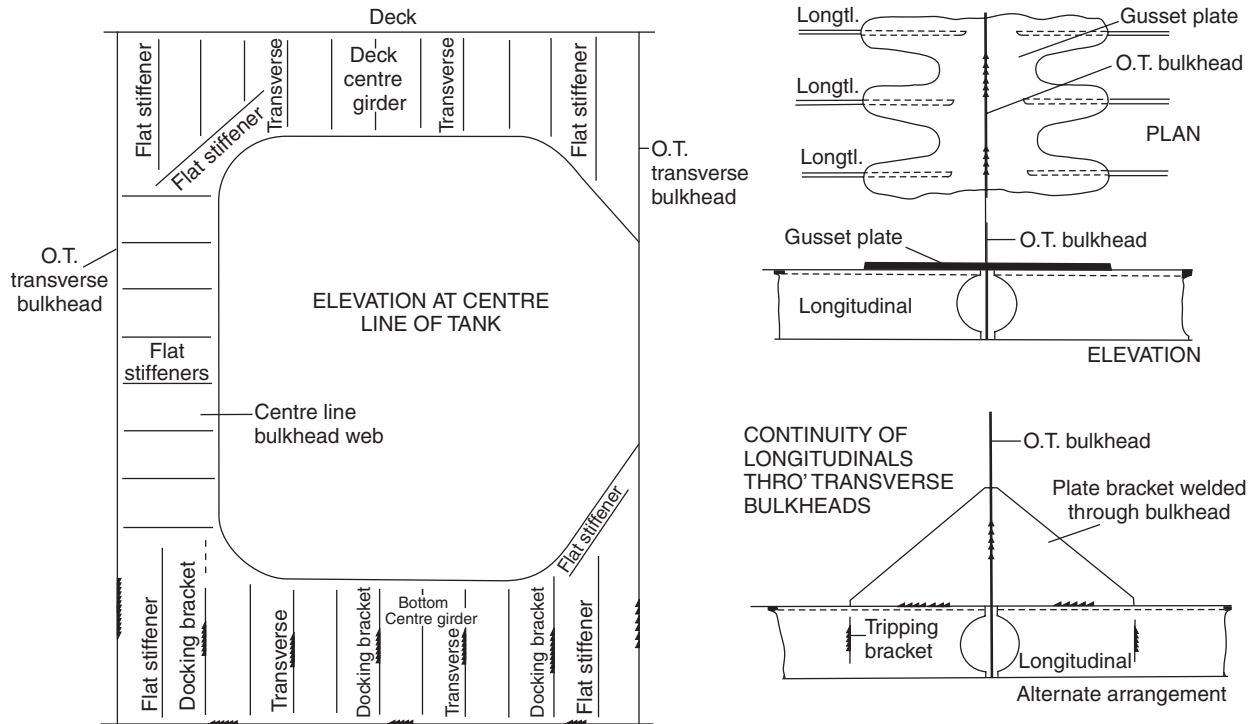 Deck
Flat stiffener
Flat stiffener
Transverse
Deck
centre
girder
Transverse
Flat stiffener
O.T.
transverse
bulkhead
O.T.
transverse
bulkhead
ELEVATION AT CENTRE
LINE OF TANK
Flat
stiffeners
Centre line
bulkhead web
Flat stiffener
Flat stiffener
Docking bracket
Transverse
Docking bracket
Bottom
Centre girder
Transverse
Docking bracket
Flat stiffener
Longtl.
Longtl.
Longtl.
Gusset plate
O.T. bulkhead
PLAN
Gusset plate
O.T. bulkhead
Longitudinal
ELEVATION
CONTINUITY OF
LONGITUDINALS
THRO' TRANSVERSE
BULKHEADS
O.T. bulkhead
Plate bracket welded
through bulkhead
Tripping
bracket
Longitudinal
Alternate arrangement